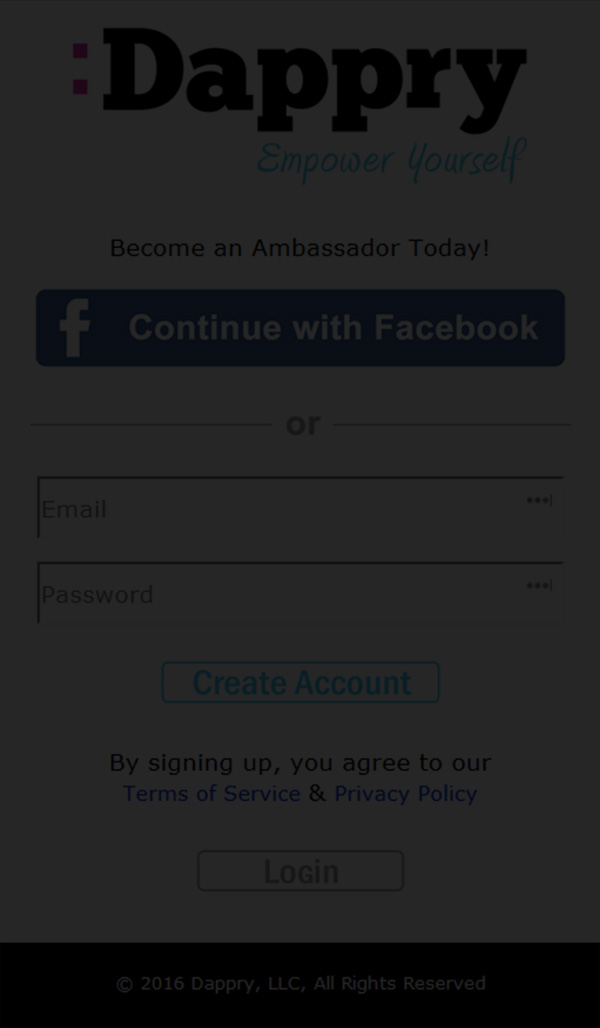 :Dappry
Empower Yourself
Become an Ambassador Today!
f Continue with Facebook
or
Email
Password
Create Account
By signing up, you agree to our
Terms of Service & Privacy Policy
Login
© 2016 Dappry, LLC, All Rights Reserved